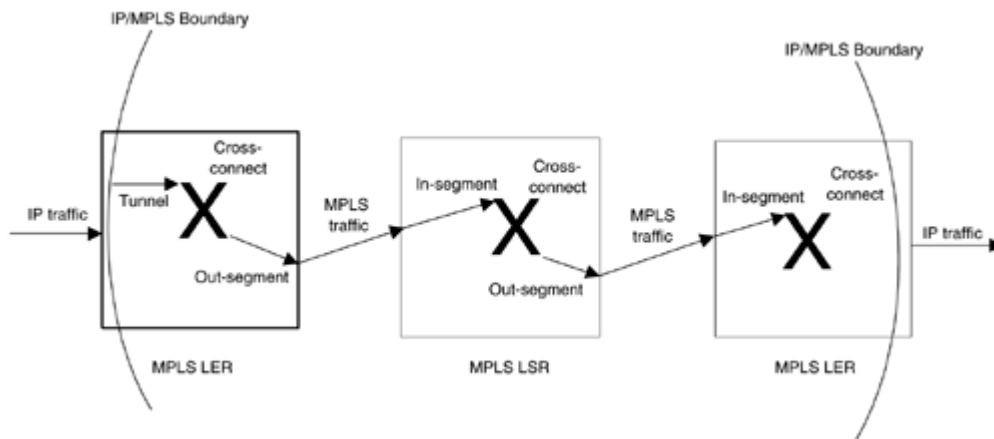 IP/MPLS Boundary
IP/MPLS Boundary
Cross-
connect
Tunnel
X
IP traffic
Out-segment
MPLS LER
MPLS
traffic
Cross-
connect
In-segment
X
Out-segment
MPLS LSR
MPLS
traffic
Cross-
connect
In-segment
X
IP traffic
MPLS LER